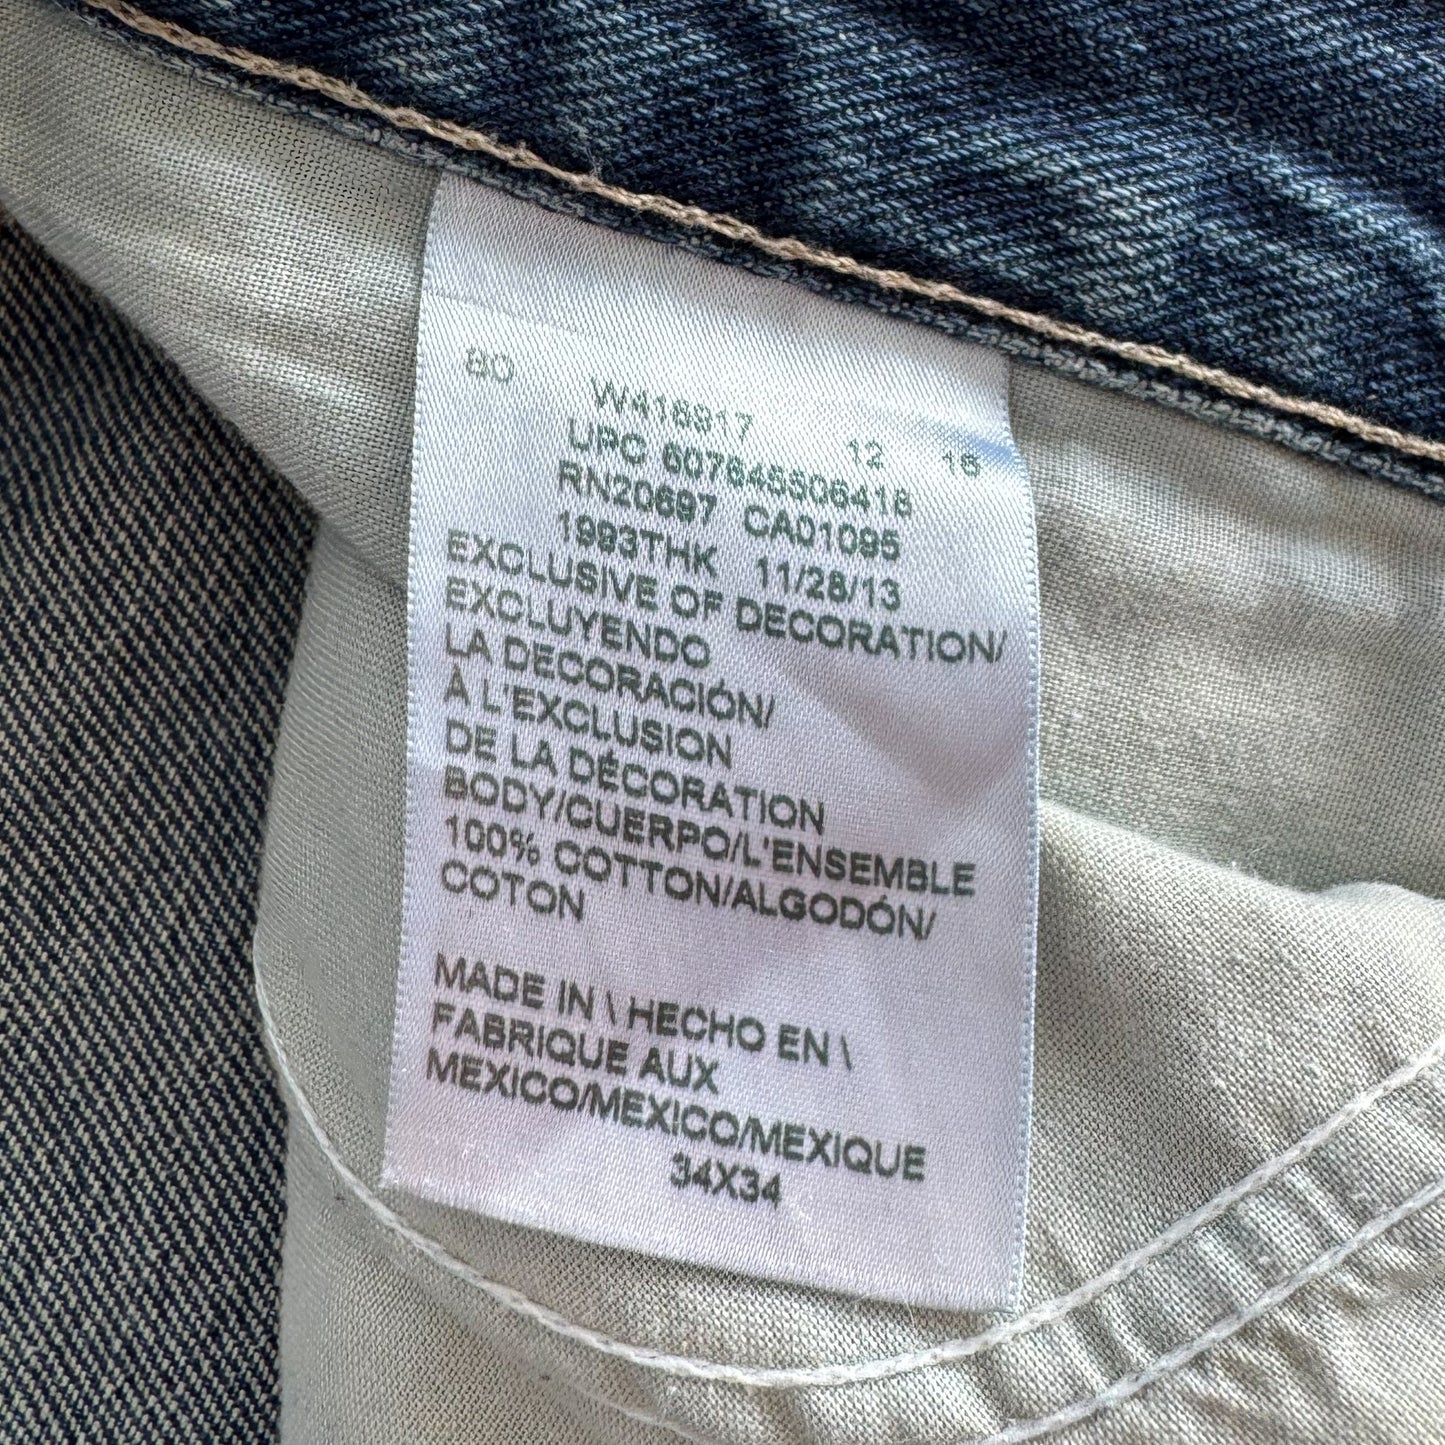 80 W418917 12 16
UPC 607645506418
RN20697 CA01095
1993THK 11/28/13
EXCLUSIVE OF DECORATION/
EXCLUYENDO
LA DECORACIÓN/
À L'EXCLUSION
DE LA DÉCORATION
BODY/CUERPO/L'ENSEMBLE
100% COTTON/ALGODÓN/
COTON
MADE IN \ HECHO EN \
FABRIQUE AUX
MEXICO/MEXICO/MEXIQUE
34X34